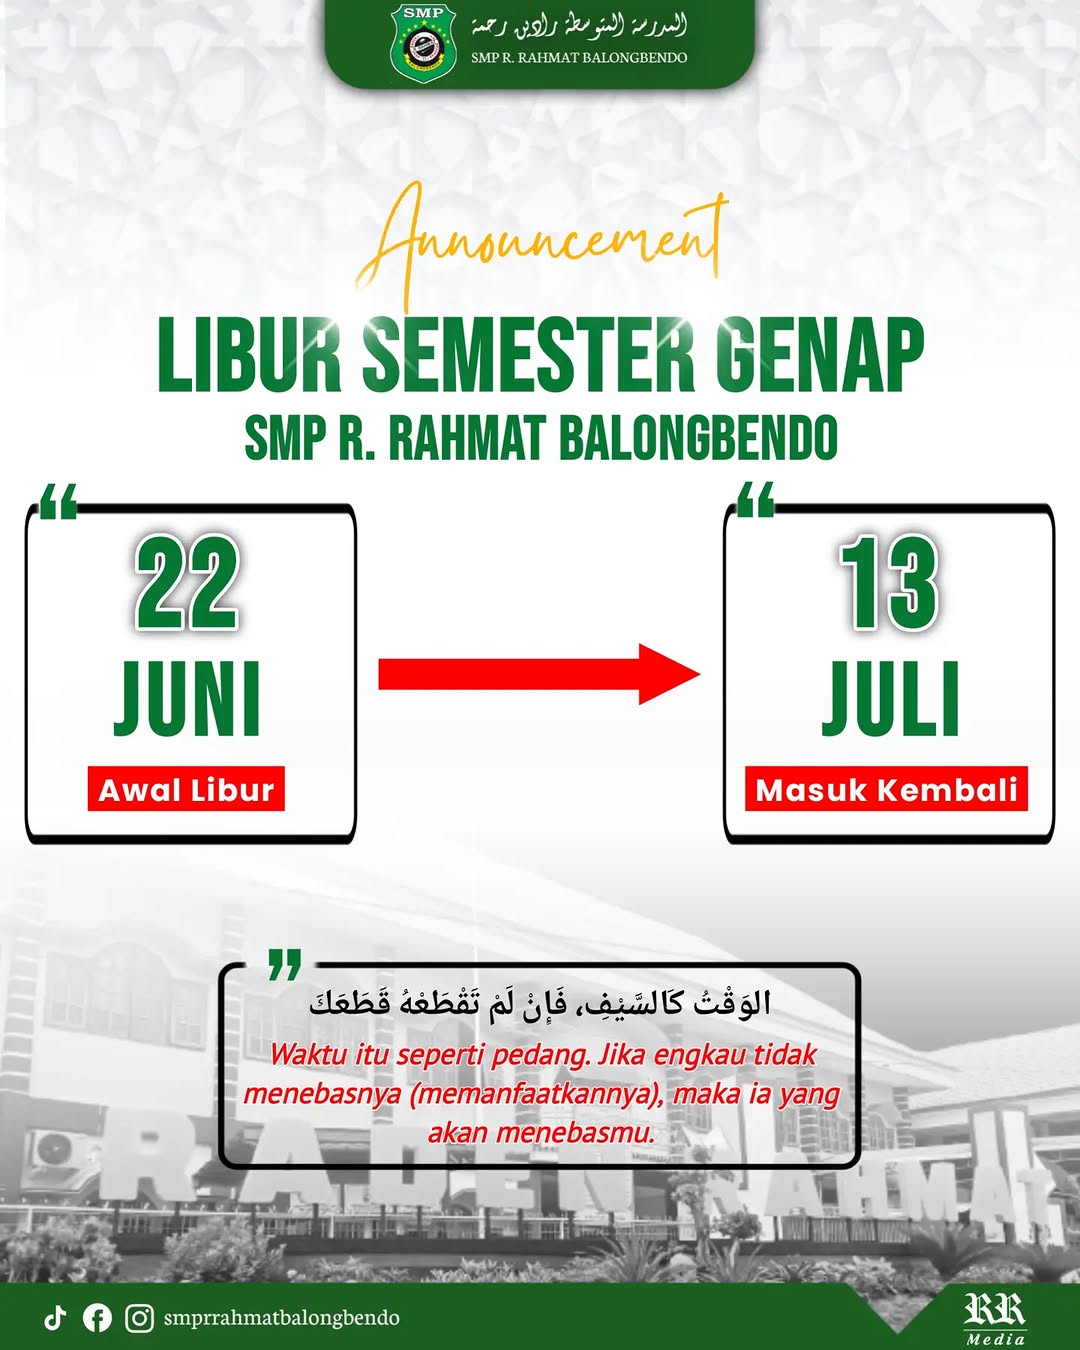 SMP
المدرسة المتوسطة رادين رحمة
SMP R. RAHMAT BALONGBENDO
Announcement
LIBUR SEMESTER GENAP
SMP R. RAHMAT BALONGBENDO
22
JUNI
Awal Libur
13
JULI
Masuk Kembali
الوَقْتُ كَالسَّيْفِ، فَإِنْ لَمْ تَقْطَعْهُ قَطَعَكَ
Waktu itu seperti pedang. Jika engkau tidak
menebasnya (memanfaatkannya), maka ia yang
akan menebasmu.
RADEN RAHMAT
smprrahmatbalongbendo
RR
Media